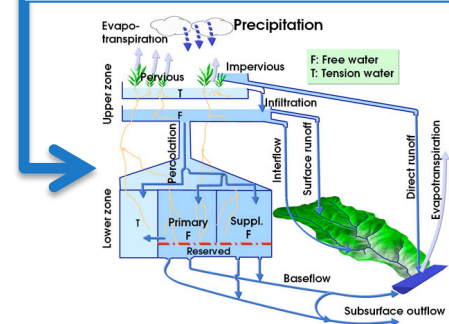 Evapo-
transpiration
Precipitation
Pervious
Impervious
F: Free water
T: Tension water
Upper zone
T
Infiltration
F
Percolation
Interflow
Surface runoff
Direct runoff
Evapotranspiration
Lower zone
T
Primary
F
Suppl.
F
Reserved
Baseflow
Subsurface outflow